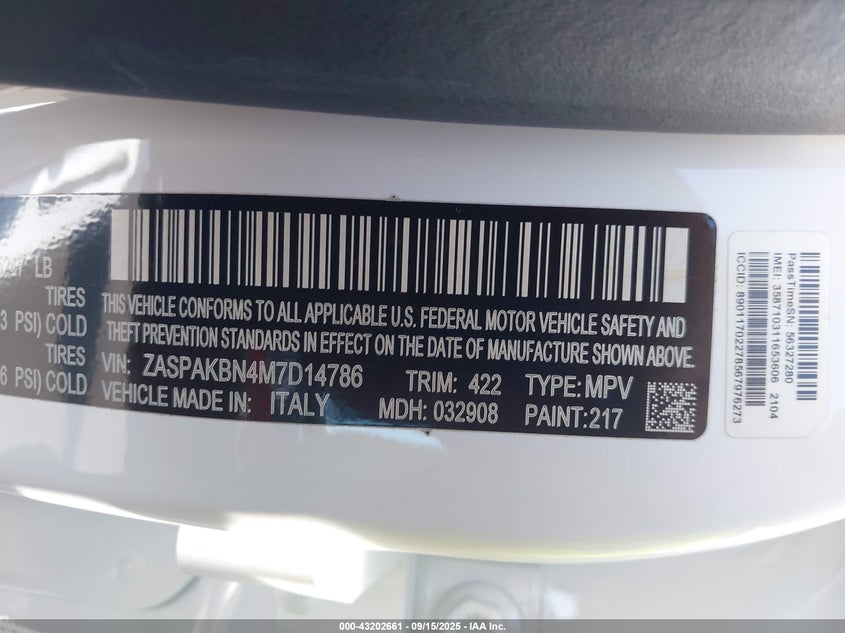 LB
TIRES
PSI) COLD
TIRES
PSI) COLD
THIS VEHICLE CONFORMS TO ALL APPLICABLE U.S. FEDERAL MOTOR VEHICLE SAFETY AND
THEFT PREVENTION STANDARDS IN EFFECT ON THE DATE OF MANUFACTURE SHOWN ABOVE.
VIN: ZASPAKBN4M7D14786 TRIM: 422 TYPE: MPV
VEHICLE MADE IN: ITALY MDH: 032908 PAINT:217
PassTimeSN: 56327280
IMEI: 358710311653606 2104
ICCID: 89011702278567976273
000-43202661 - 09/15/2025 - IAA Inc.